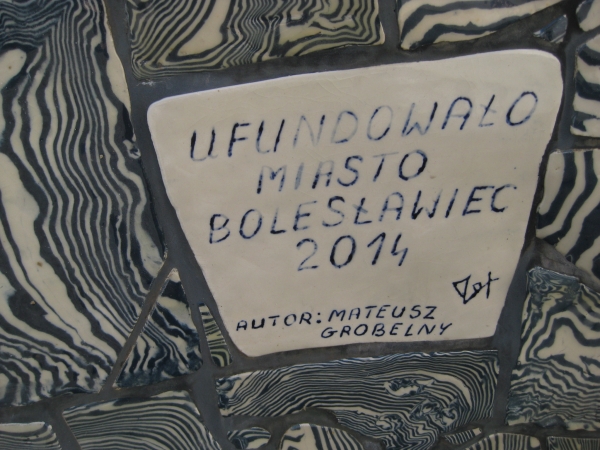 UFUNDOWAŁO
MIASTO
BOLESŁAWIEC
2014
AUTOR: MATEUSZ
GROBELNY